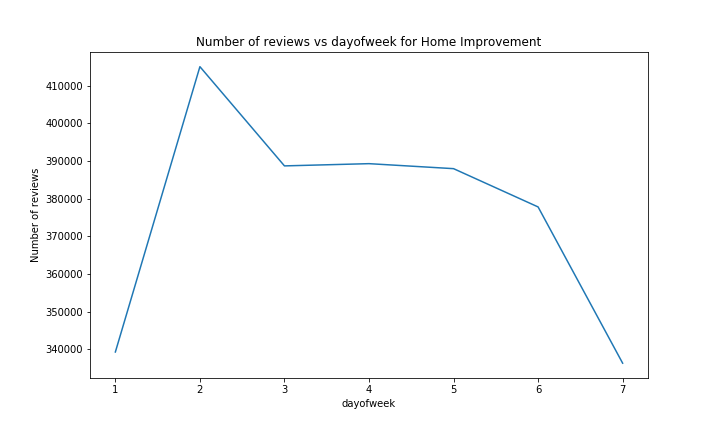 Number of reviews vs dayofweek for Home Improvement
410000
400000
390000
380000
370000
360000
350000
340000
Number of reviews
1 2 3 4 5 6 7
dayofweek